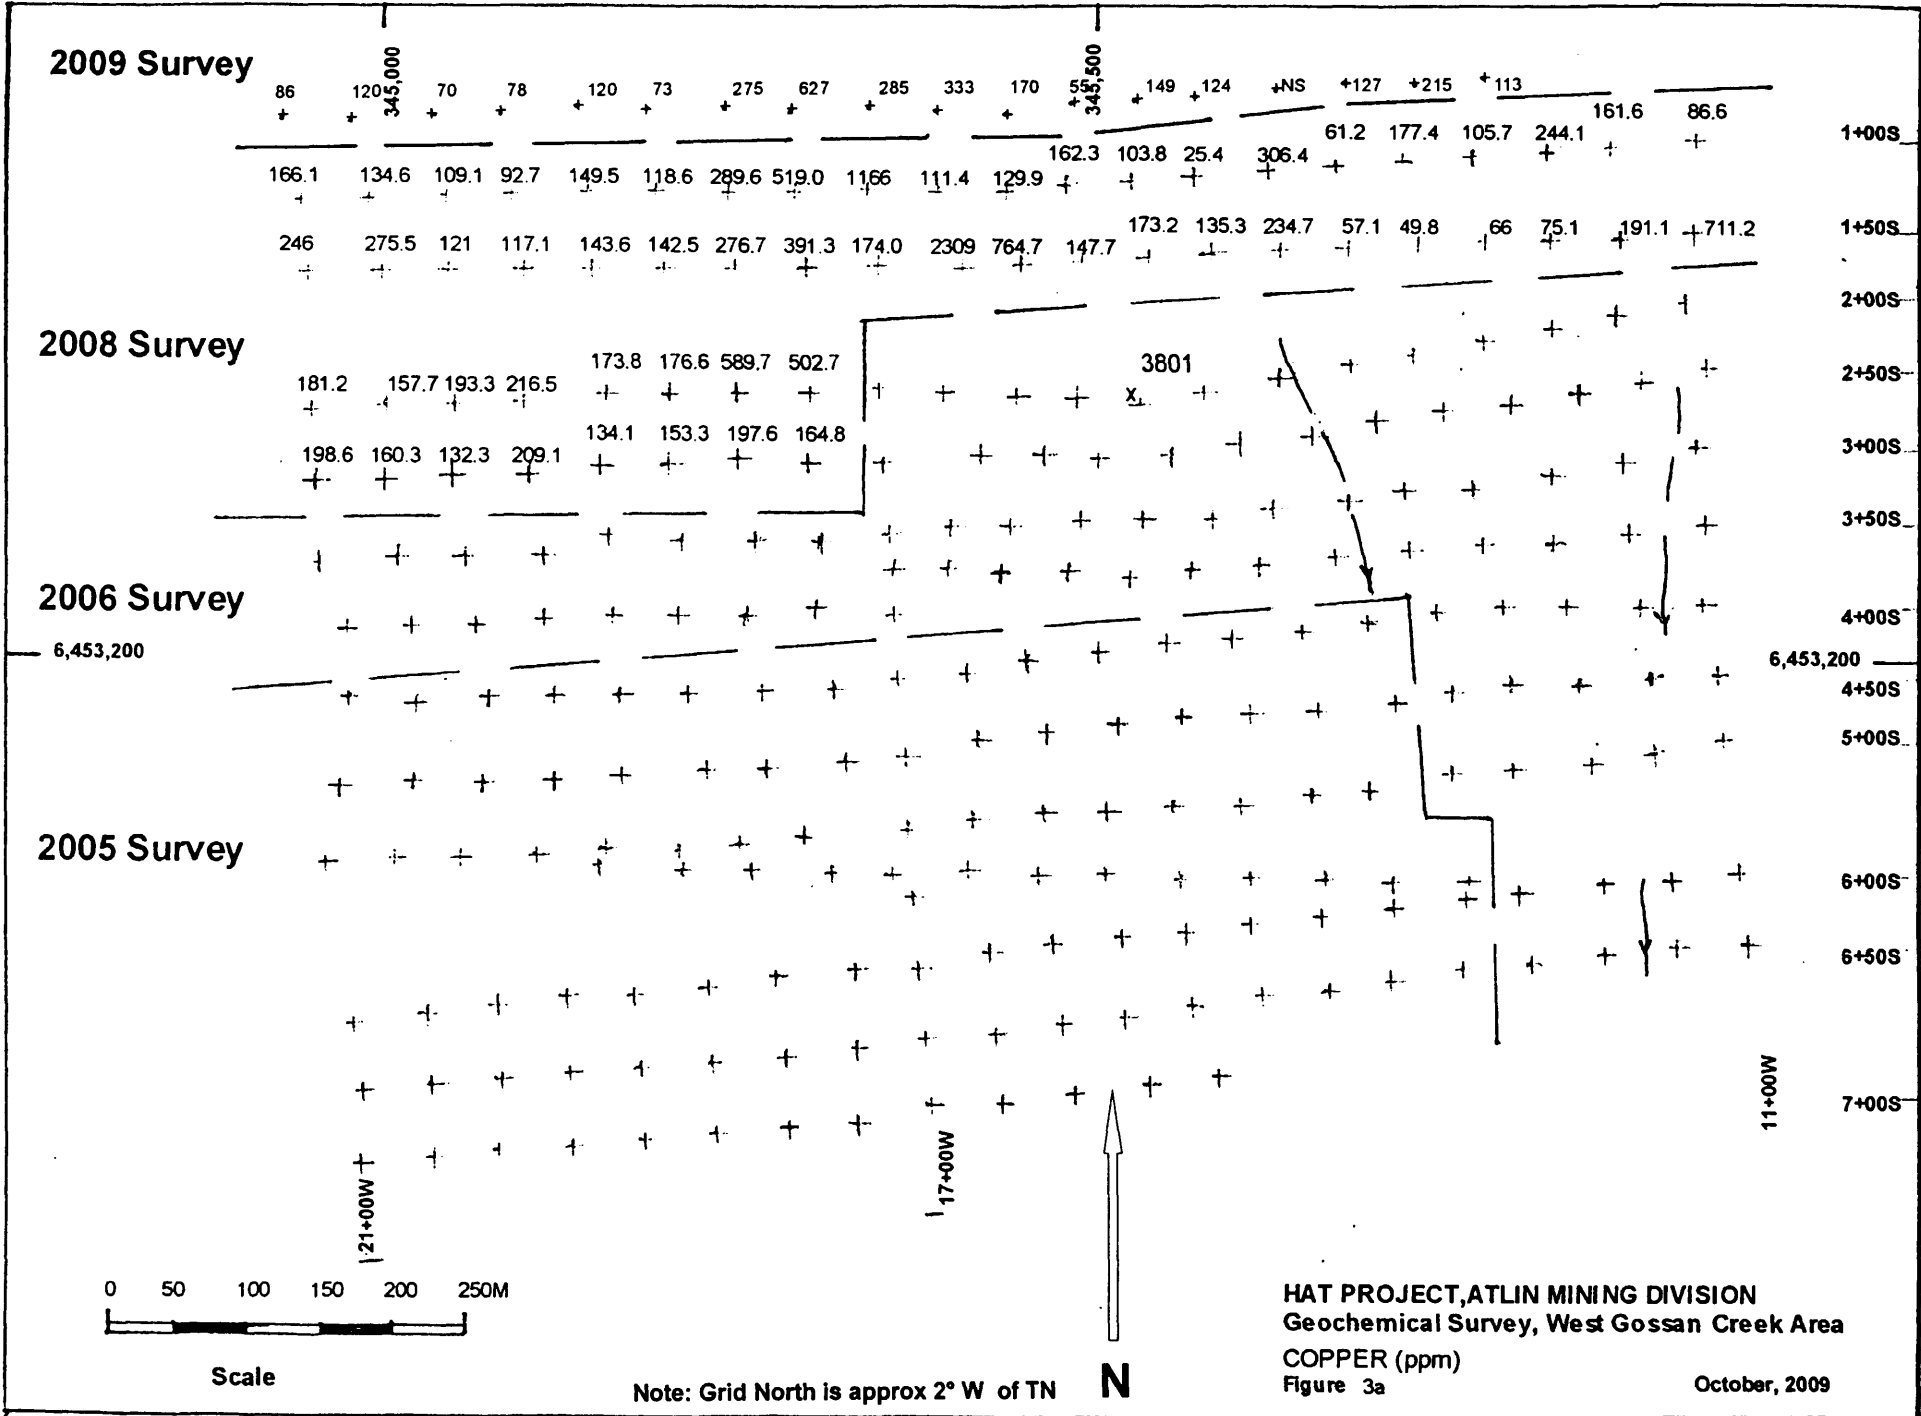 345,000
345,500
2009 Survey
86 120 70 78 120 73 275 627 285 333 170 55 149 124 NS 127 215 113
161.6 86.6
61.2 177.4 105.7 244.1 1+00S
162.3 103.8 25.4 306.4
166.1 134.6 109.1 92.7 149.5 118.6 289.6 519.0 1166 111.4 129.9
173.2 135.3 234.7 57.1 49.8 66 75.1 191.1 711.2 1+50S
246 275.5 121 117.1 143.6 142.5 276.7 391.3 174.0 2309 764.7 147.7
2+00S
2008 Survey
173.8 176.6 589.7 502.7 3801
X
181.2 157.7 193.3 216.5 2+50S
134.1 153.3 197.6 164.8
198.6 160.3 132.3 209.1 3+00S
3+50S
2006 Survey
4+00S
6,453,200 6,453,200
4+50S
5+00S
2005 Survey
6+00S
6+50S
11+00W
7+00S
17+00W
21+00W
0 50 100 150 200 250M
Scale
Note: Grid North is approx 2° W of TN
N
HAT PROJECT,ATLIN MINING DIVISION
Geochemical Survey, West Gossan Creek Area
COPPER (ppm)
Figure 3a October, 2009